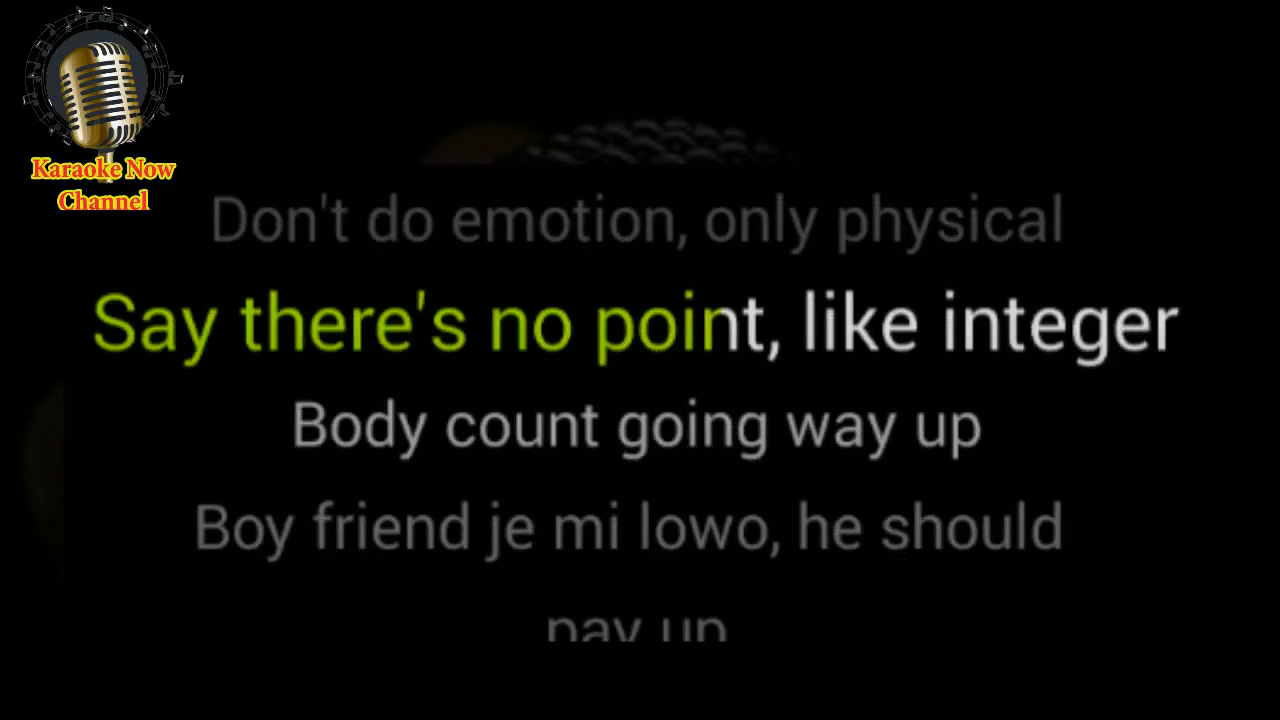 Karaoke Now
Channel
Don't do emotion, only physical
Say there's no point, like integer
Body count going way up
Boy friend je mi lowo, he should
pay up